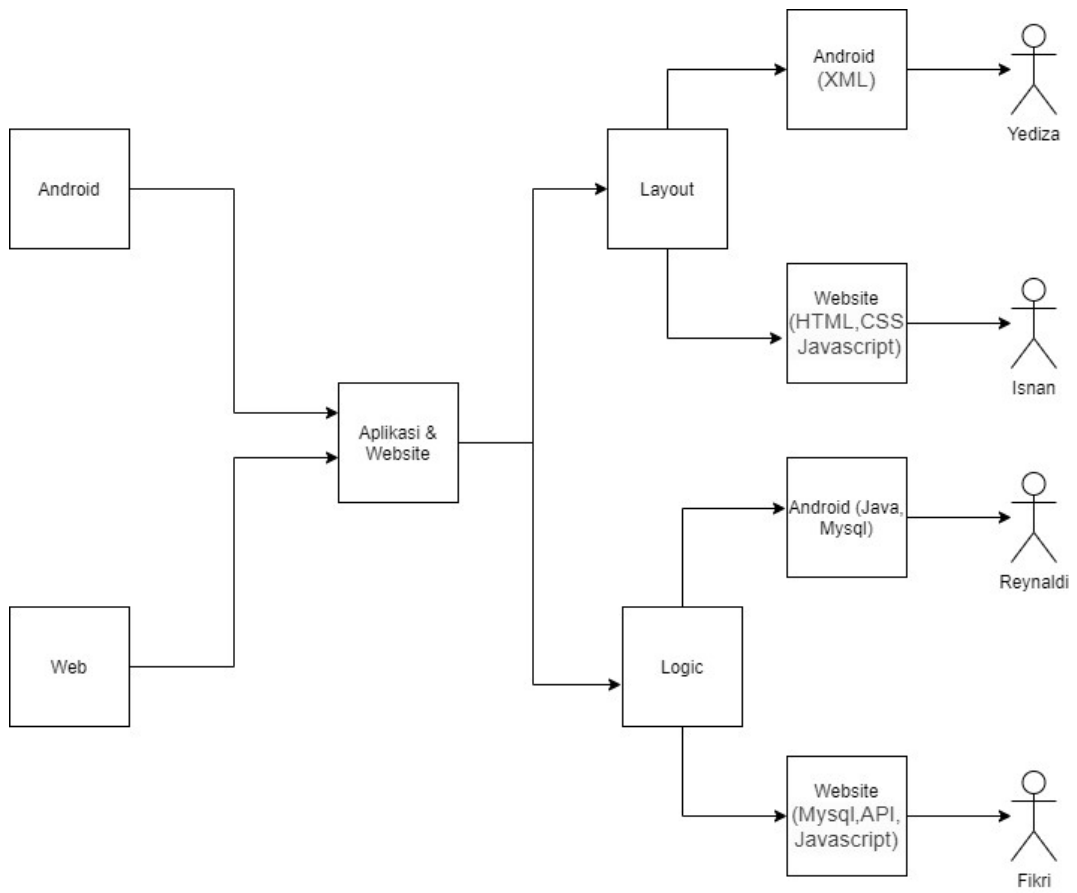 Android
(XML)
Yediza
Android
Layout
Website
(HTML,CSS
Javascript)
Isnan
Aplikasi &
Website
Android (Java,
Mysql)
Reynaldi
Web
Logic
Website
(Mysql,API,
Javascript)
Fikri